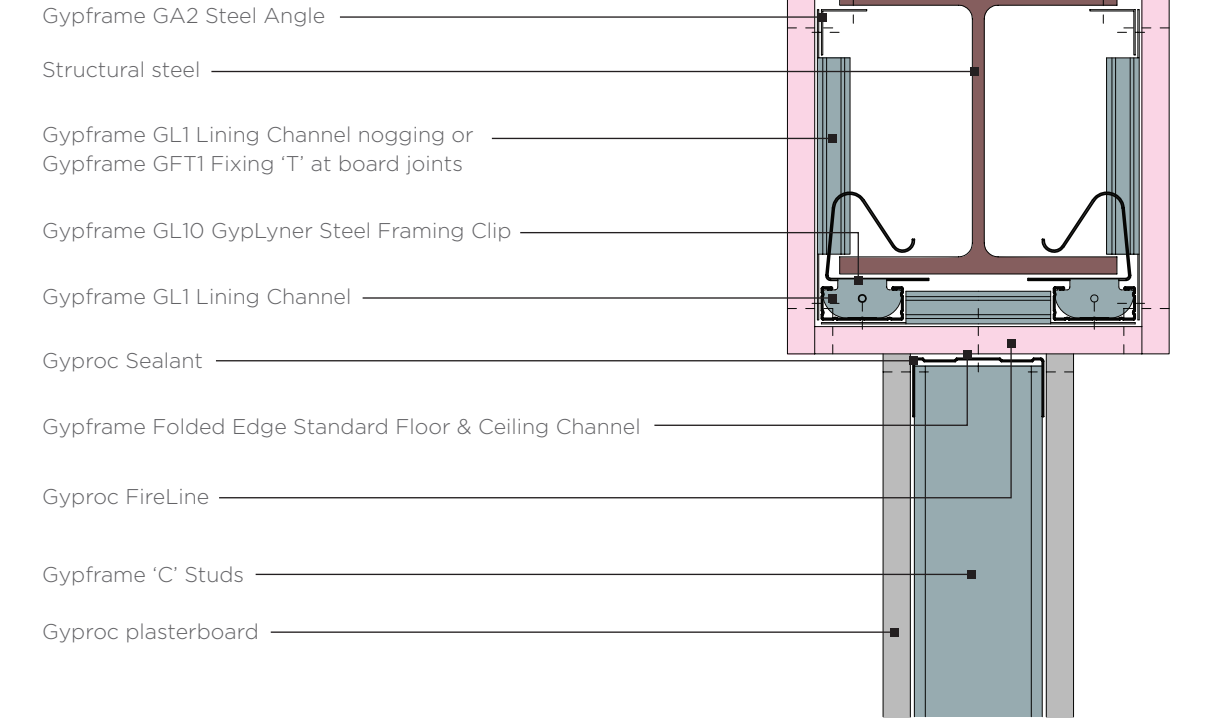 Gypframe GA2 Steel Angle
Structural steel
Gypframe GL1 Lining Channel nogging or
Gypframe GFT1 Fixing ‘T’ at board joints
Gypframe GL10 GypLyner Steel Framing Clip
Gypframe GL1 Lining Channel
Gyproc Sealant
Gypframe Folded Edge Standard Floor & Ceiling Channel
Gyproc FireLine
Gypframe ‘C’ Studs
Gyproc plasterboard